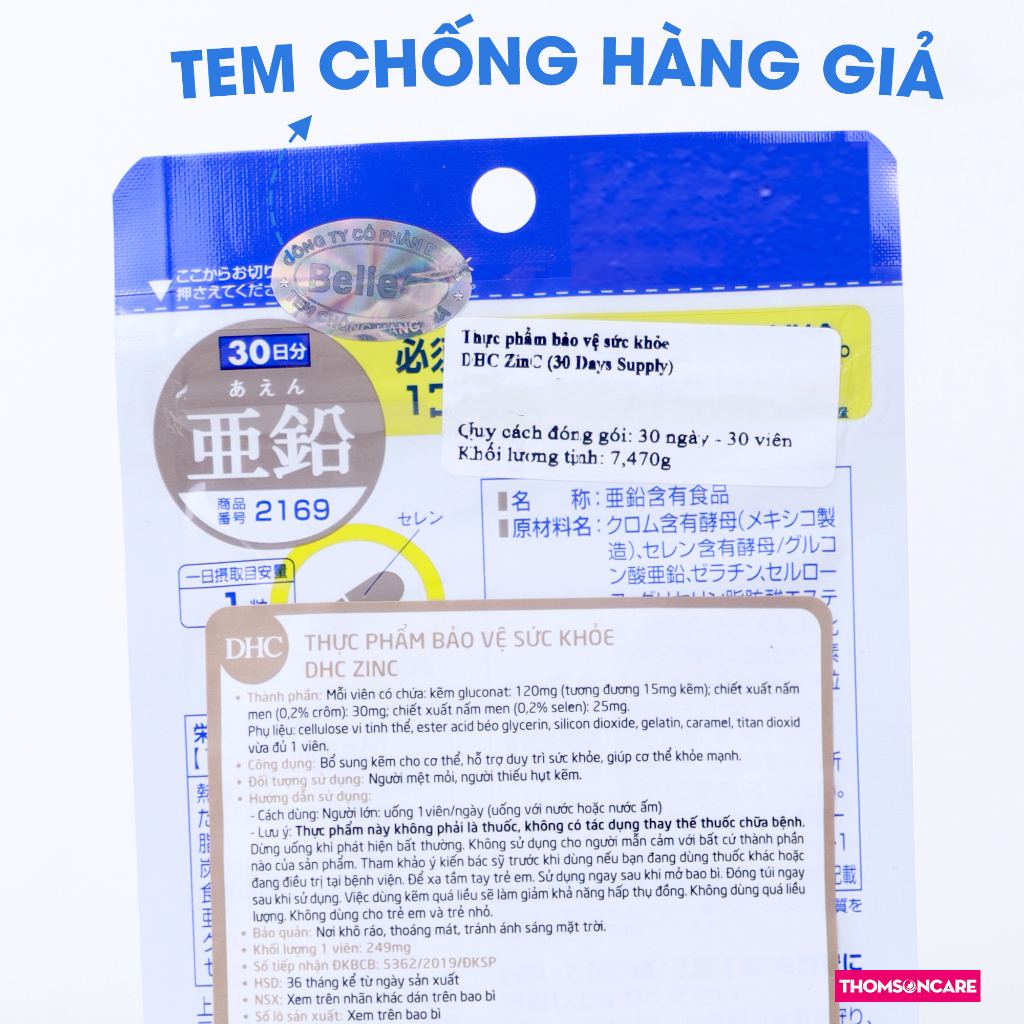 TEM CHỐNG HÀNG GIẢ
CÔNG TY CỔ PHẦN
Belie
TEM CHỐNG HÀNG GIẢ
ここからお切り
押さえてくださ
30日分
あえん
亜鉛
商品
番号 2169
必須
Thực phẩm bảo vệ sức khỏe
DHC ZinC (30 Days Supply)
Quy cách đóng gói: 30 ngày - 30 viên
Khối lượng tịnh: 7,470g
セレン
一日摂取目安量
1粒
名 称:亜鉛含有食品
原材料名:クロム含有酵母(メキシコ製
造)、セレン含有酵母/グルコ
ン酸亜鉛、ゼラチン、セルロー
DHC
THỰC PHẨM BẢO VỆ SỨC KHỎE
DHC ZINC
• Thành phần: Mỗi viên có chứa: kẽm gluconat: 120mg (tương đương 15mg kẽm); chiết xuất nấm
men (0,2% crôm): 30mg; chiết xuất nấm men (0,2% selen): 25mg.
Phụ liệu: cellulose vi tinh thể, ester acid béo glycerin, silicon dioxide, gelatin, caramel, titan dioxid
vừa đủ 1 viên.
• Công dụng: Bổ sung kẽm cho cơ thể, hỗ trợ duy trì sức khỏe, giúp cơ thể khỏe mạnh.
• Đối tượng sử dụng: Người mệt mỏi, người thiếu hụt kẽm.
• Hướng dẫn sử dụng:
- Cách dùng: Người lớn: uống 1viên/ngày (uống với nước hoặc nước ấm)
- Lưu ý: Thực phẩm này không phải là thuốc, không có tác dụng thay thế thuốc chữa bệnh.
Dừng uống khi phát hiện bất thường. Không sử dụng cho người mẫn cảm với bất cứ thành phần
nào của sản phẩm. Tham khảo ý kiến bác sỹ trước khi dùng nếu bạn đang dùng thuốc khác hoặc
đang điều trị tại bệnh viện. Để xa tầm tay trẻ em. Sử dụng ngay sau khi mở bao bì. Đóng túi ngay
sau khi sử dụng. Việc dùng kẽm quá liều sẽ làm giảm khả năng hấp thụ đồng. Không dùng quá liều
lượng. Không dùng cho trẻ em và trẻ nhỏ.
• Bảo quản: Nơi khô ráo, thoáng mát, tránh ánh sáng mặt trời.
• Khối lượng 1 viên: 249mg
• Số tiếp nhận ĐKBCB: 5362/2019/ĐKSP
• HSD: 36 tháng kể từ ngày sản xuất
• NSX: Xem trên nhãn khác dán trên bao bì
• Số lô sản xuất: Xem trên bao bì
THOMSONCARE